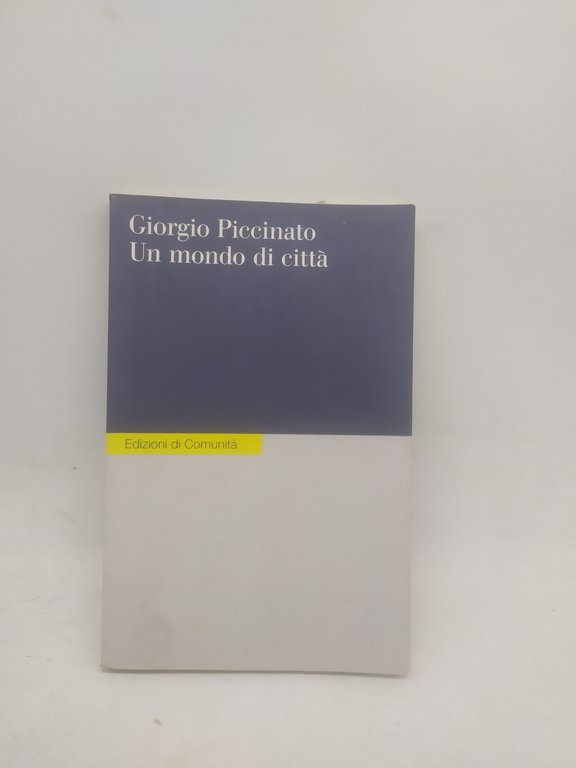 Giorgio Piccinato
Un mondo di città
Edizioni di Comunità